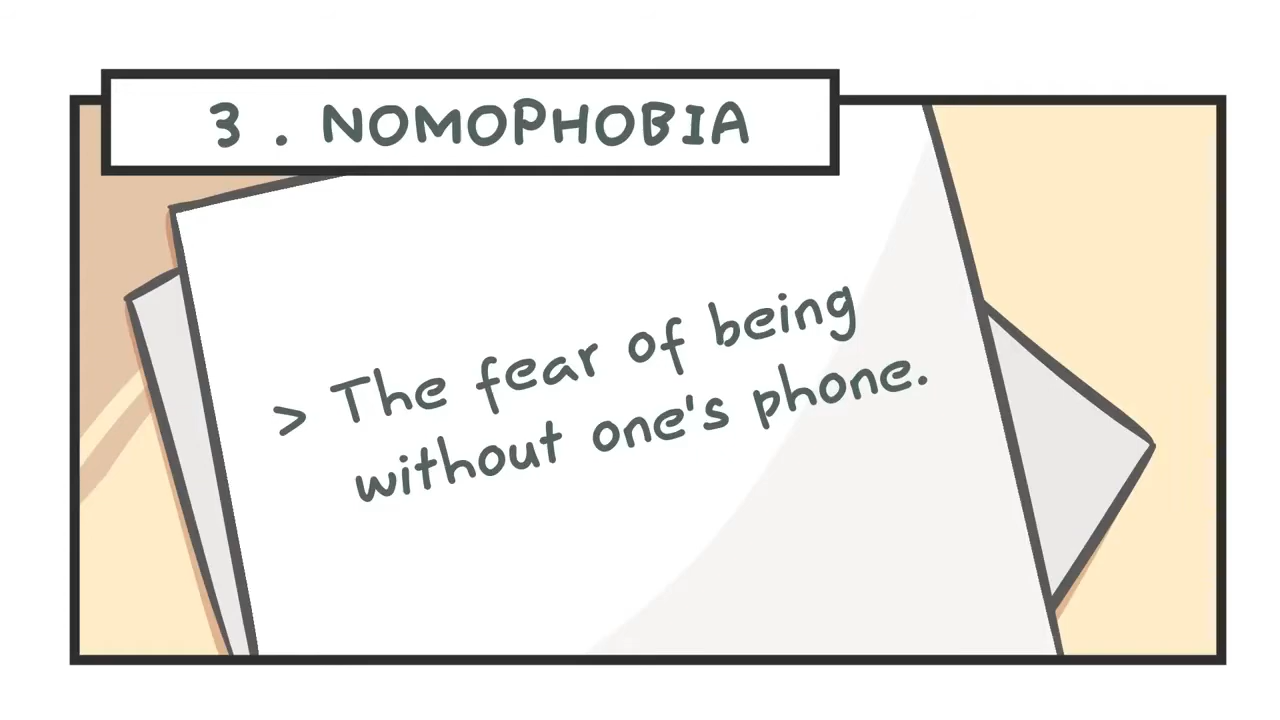 3 . NOMOPHOBIA
> The fear of being
without one's phone.